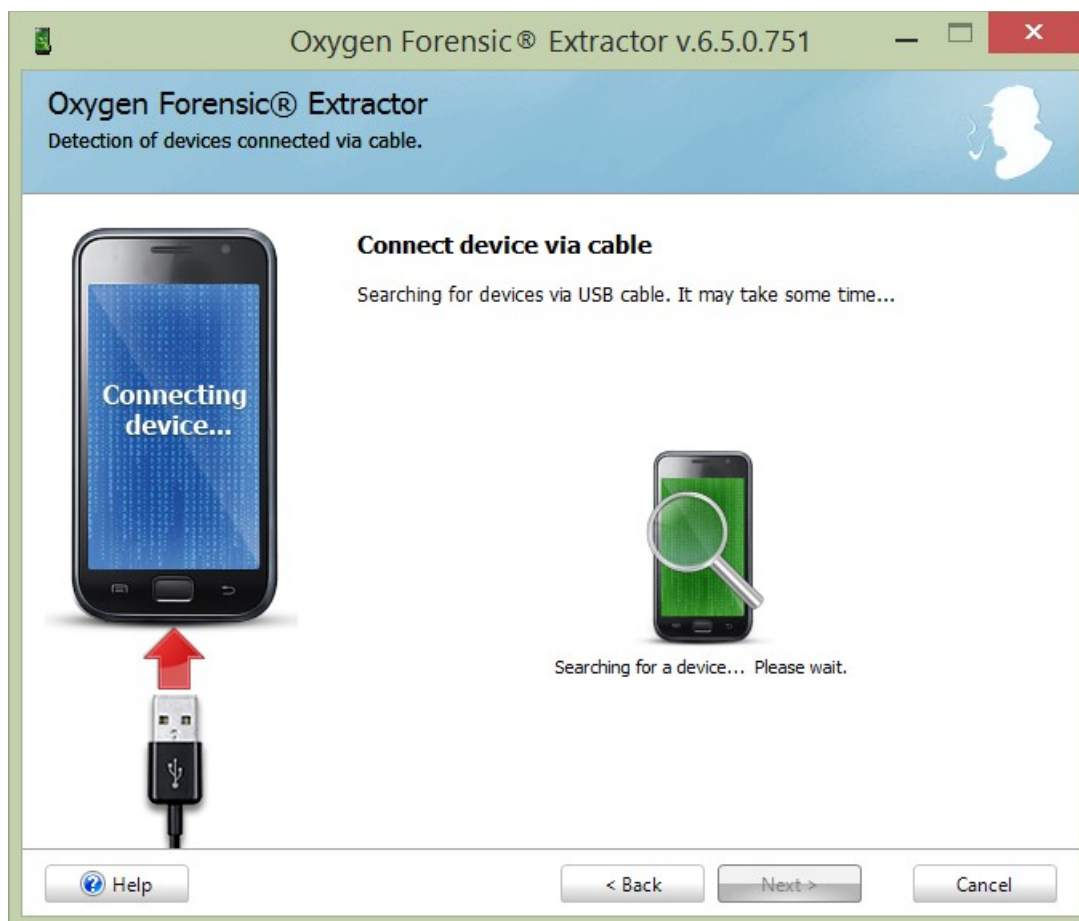 Oxygen Forensic® Extractor v.6.5.0.751
Oxygen Forensic® Extractor
Detection of devices connected via cable.
Connect device via cable
Searching for devices via USB cable. It may take some time...
Connecting
device...
Searching for a device... Please wait.
Help
< Back
Next >
Cancel